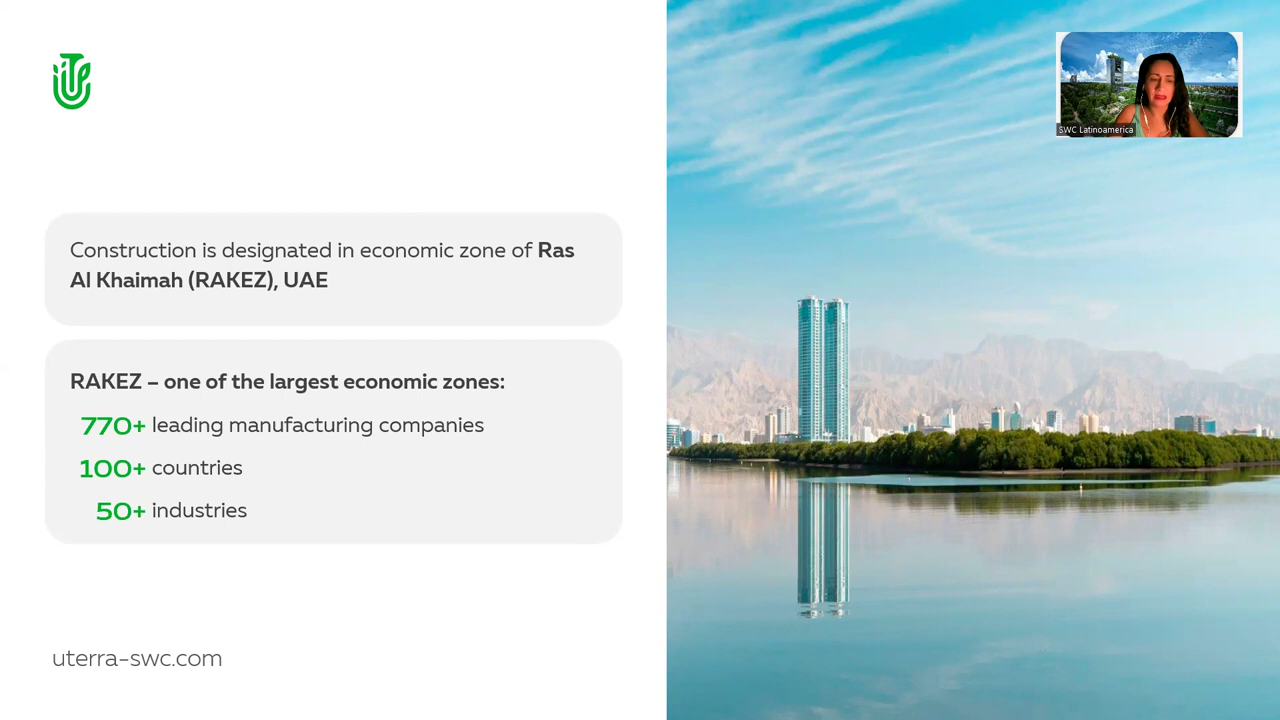 Construction is designated in economic zone of Ras
Al Khaimah (RAKEZ), UAE
RAKEZ – one of the largest economic zones:
770+ leading manufacturing companies
100+ countries
50+ industries
uterra-swc.com
SWC Latinoamerica